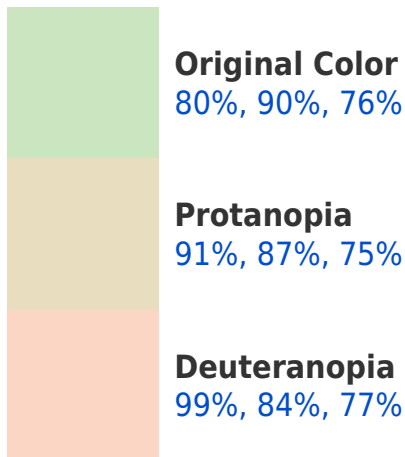 Original Color
80%, 90%, 76%
Protanopia
91%, 87%, 75%
Deuteranopia
99%, 84%, 77%